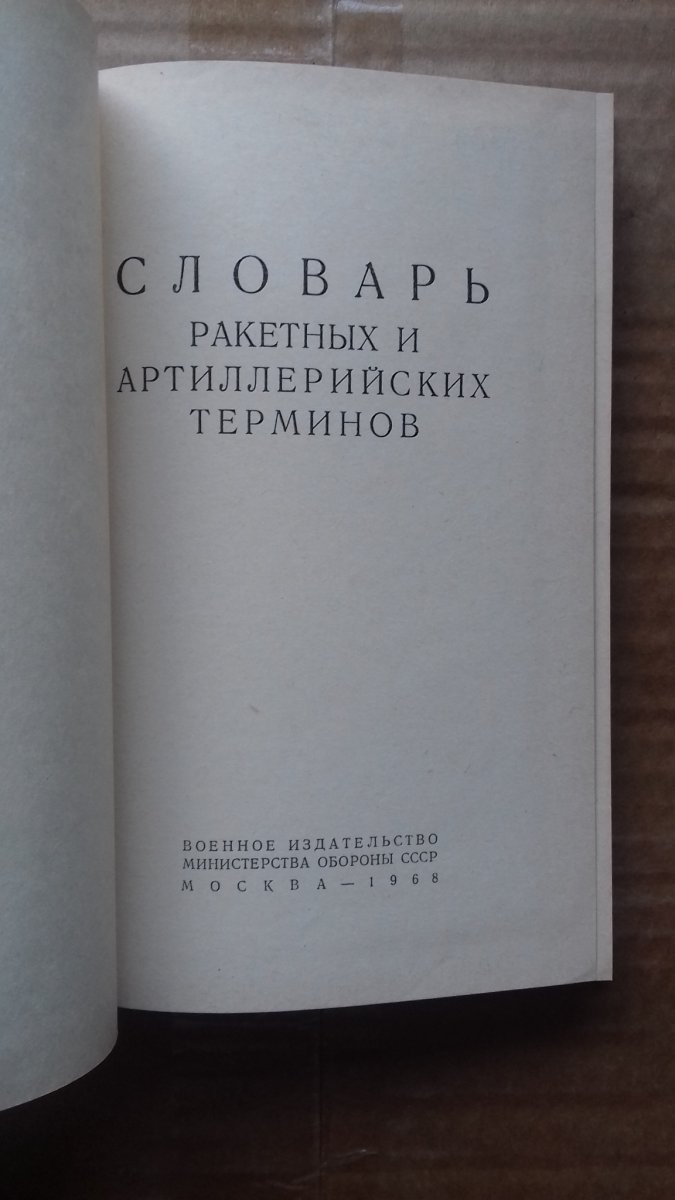 СЛОВАРЬ
РАКЕТНЫХ И
АРТИЛЛЕРИЙСКИХ
ТЕРМИНОВ
ВОЕННОЕ ИЗДАТЕЛЬСТВО
МИНИСТЕРСТВА ОБОРОНЫ СССР
МОСКВА — 1968